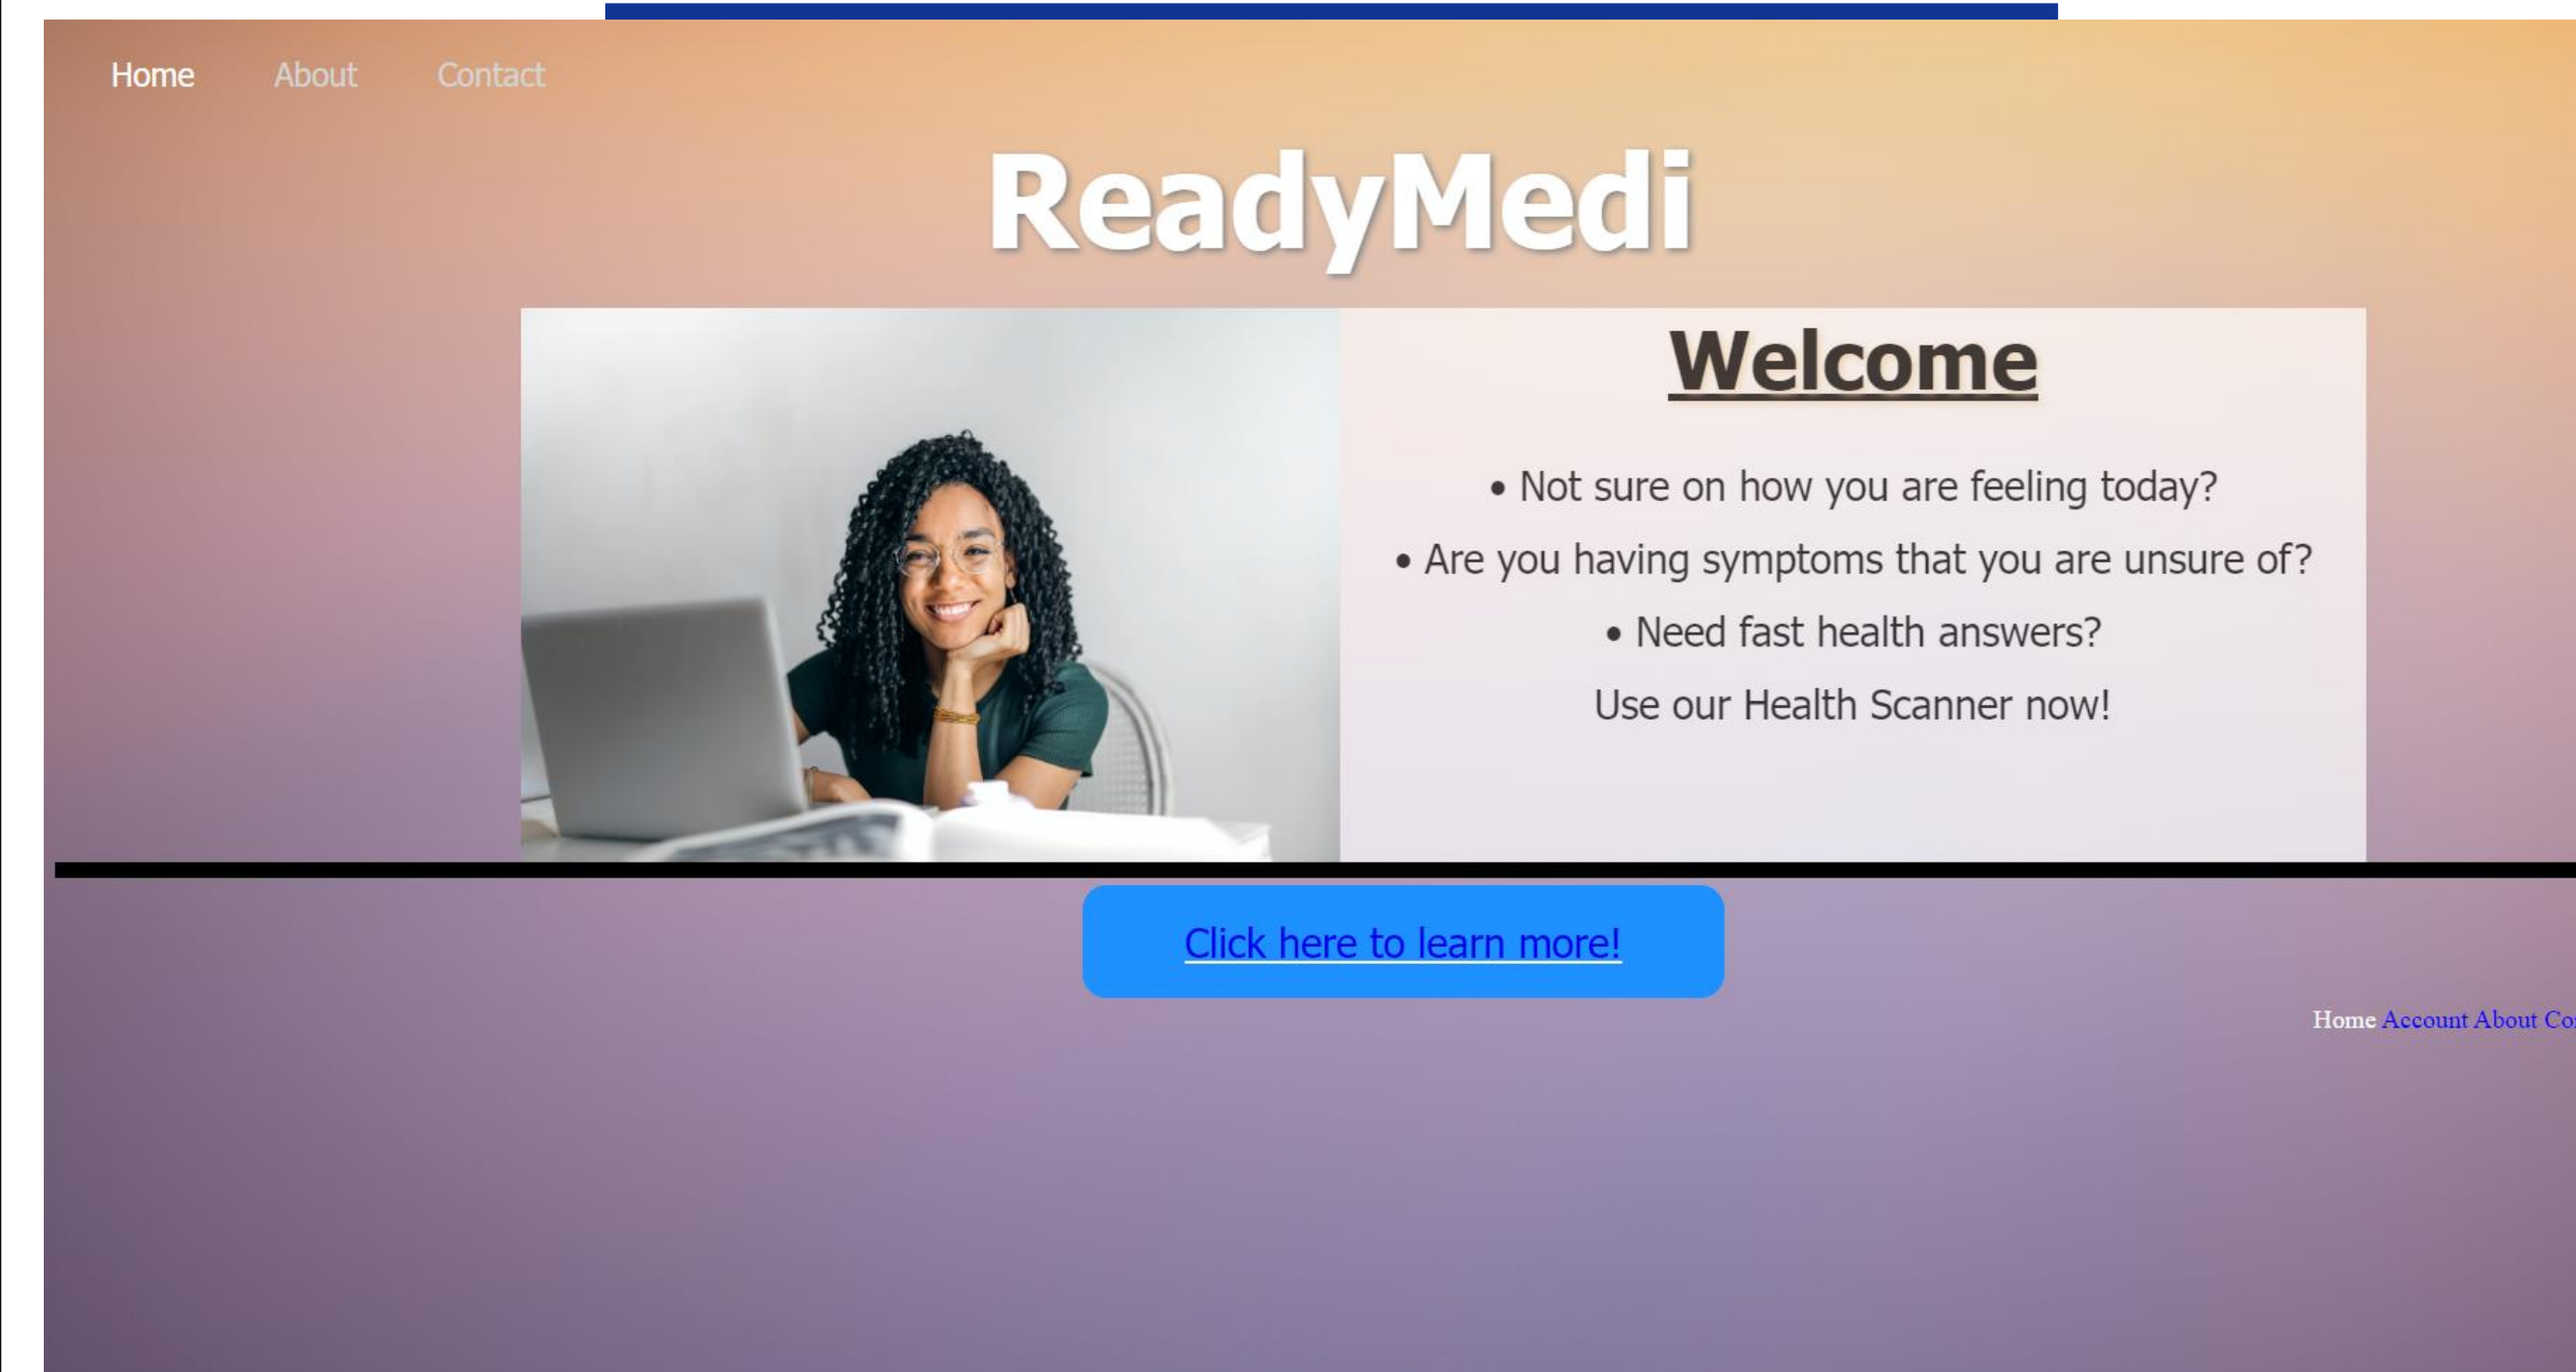 Home About Contact
ReadyMedi
Welcome
• Not sure on how you are feeling today?
• Are you having symptoms that you are unsure of?
• Need fast health answers?
Use our Health Scanner now!
Click here to learn more!
Home Account About